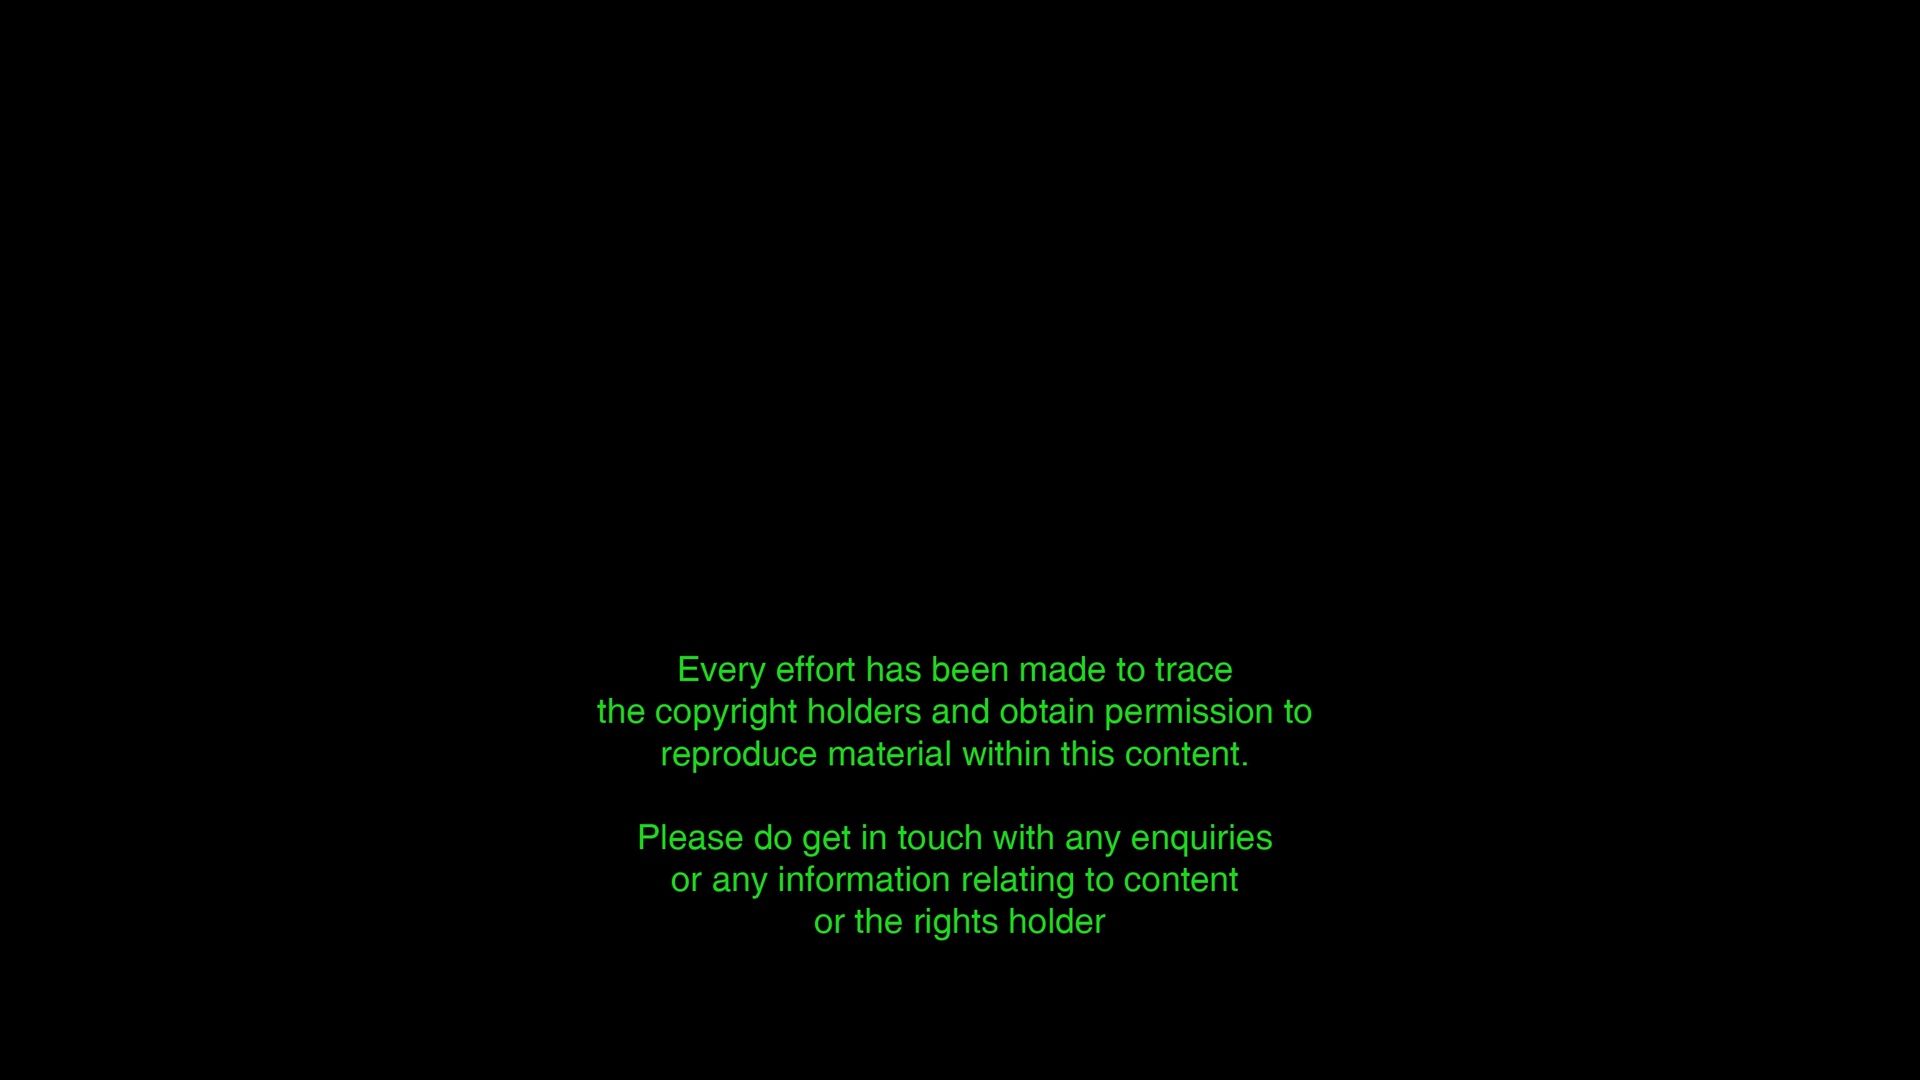 Every effort has been made to trace
the copyright holders and obtain permission to
reproduce material within this content.
Please do get in touch with any enquiries
or any information relating to content
or the rights holder